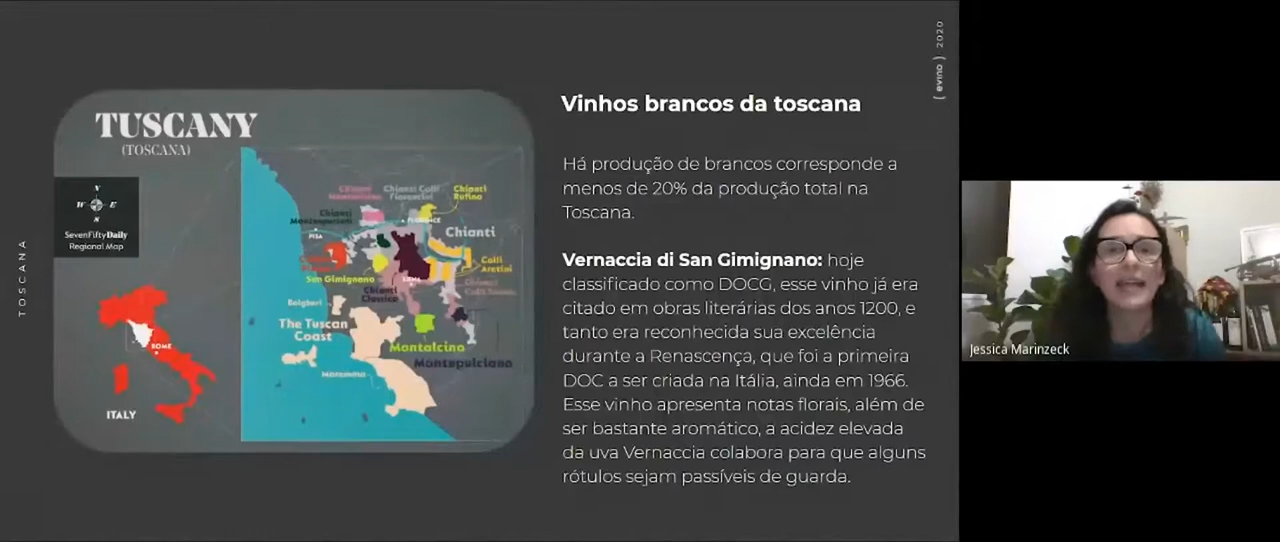 ( evino ) 2020
TOSCANA
TUSCANY
(TOSCANA)
N
W E
S
SevenFiftyDaily
Regional Map
ROME
ITALY
Chianti Colli
Fiorentini
Chianti
Rufina
FLORENCE
PISA
Chianti
San Gimignano
Colli
Aretini
Chianti
Classico
Bolgheri
The Tuscan
Coast
Montalcino
Montepulciano
Maremma
Vinhos brancos da toscana
Há produção de brancos corresponde a
menos de 20% da produção total na
Toscana.
Vernaccia di San Gimignano: hoje
classificado como DOCG, esse vinho já era
citado em obras literárias dos anos 1200, e
tanto era reconhecida sua excelência
durante a Renascença, que foi a primeira
DOC a ser criada na Itália, ainda em 1966.
Esse vinho apresenta notas florais, além de
ser bastante aromático, a acidez elevada
da uva Vernaccia colabora para que alguns
rótulos sejam passíveis de guarda.
Jessica Marinzeck